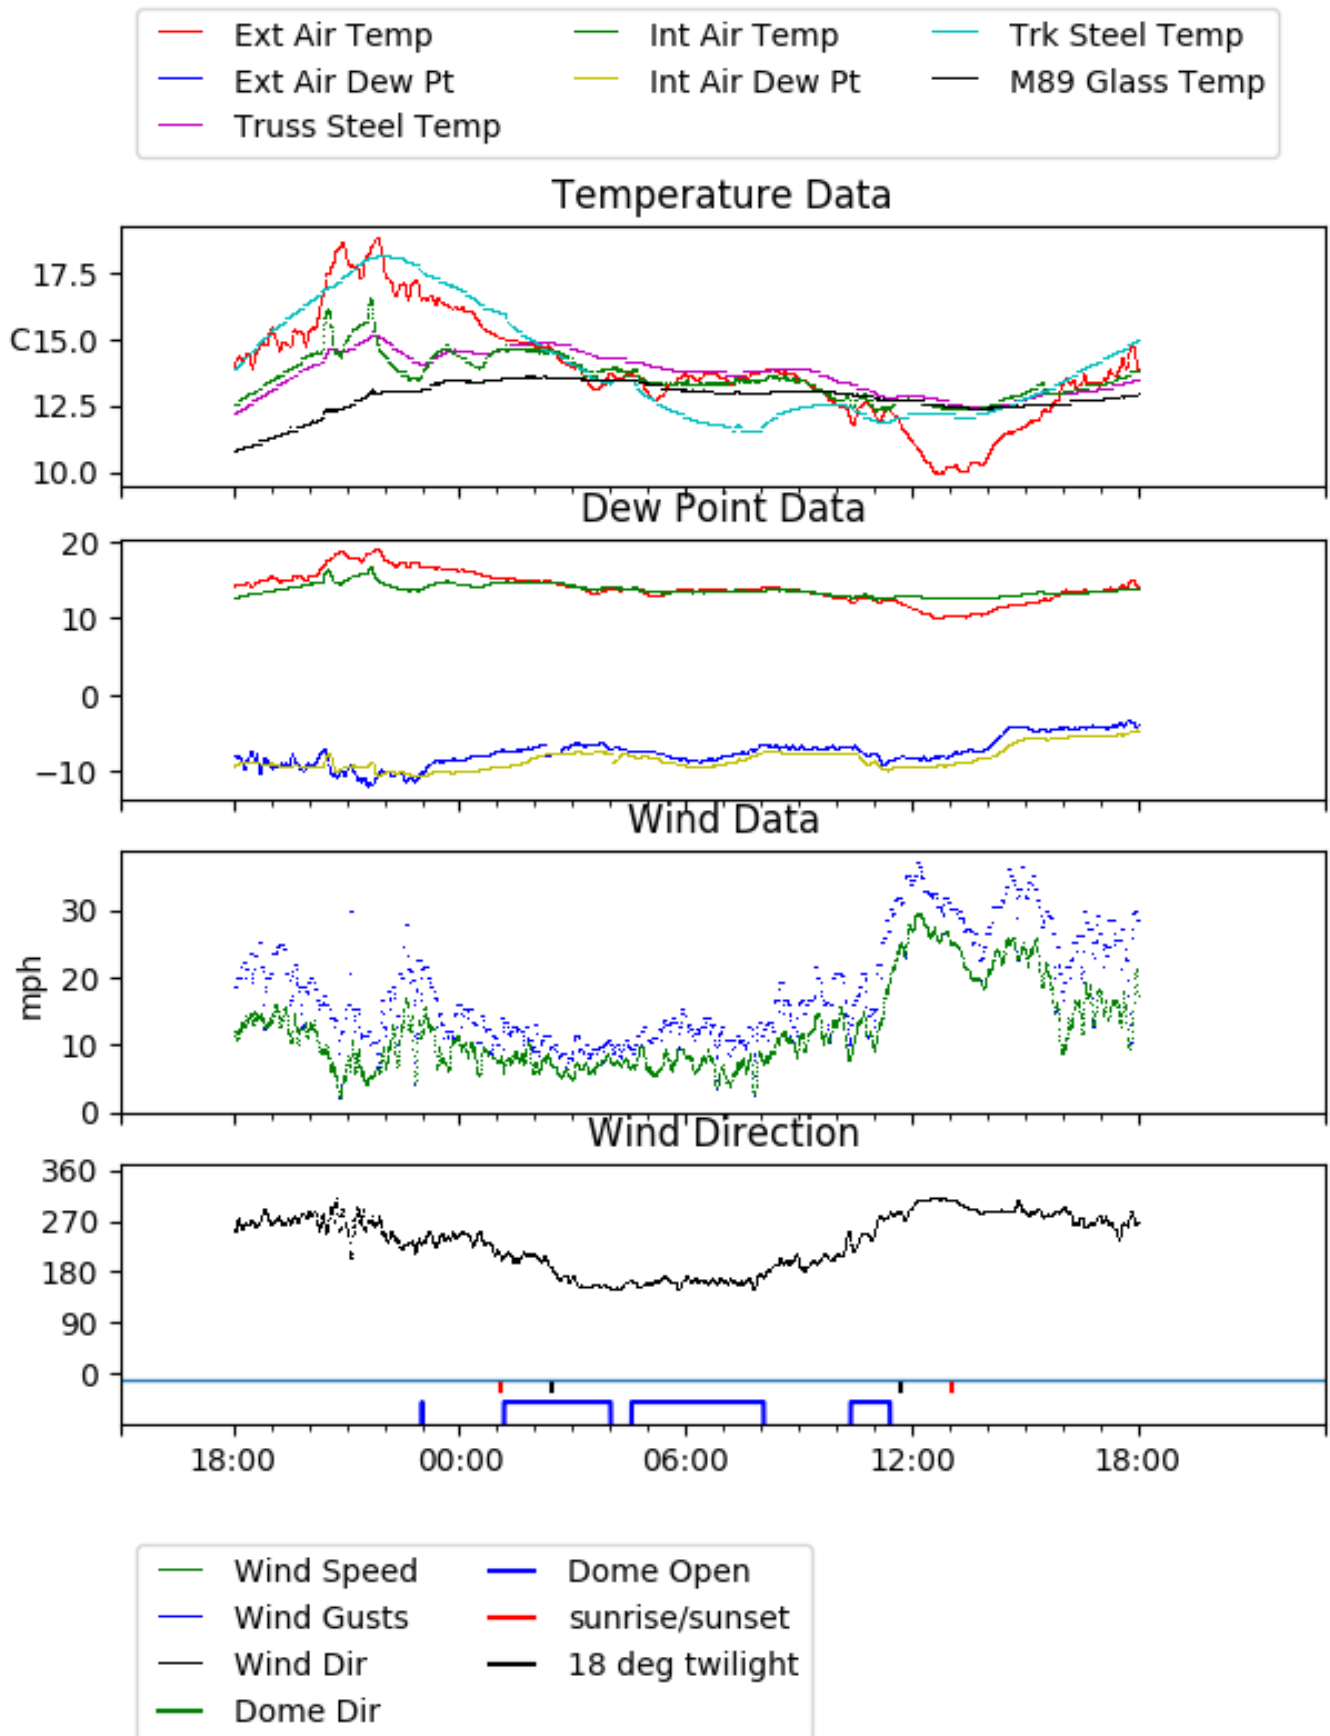 Ext Air Temp Int Air Temp Trk Steel Temp
Ext Air Dew Pt Int Air Dew Pt M89 Glass Temp
Truss Steel Temp
Temperature Data
17.5
C 15.0
12.5
10.0
Dew Point Data
20
10
0
−10
Wind Data
30
20
mph
10
0
Wind Direction
360
270
180
90
0
18:00 00:00 06:00 12:00 18:00
Wind Speed Dome Open
Wind Gusts sunrise/sunset
Wind Dir 18 deg twilight
Dome Dir